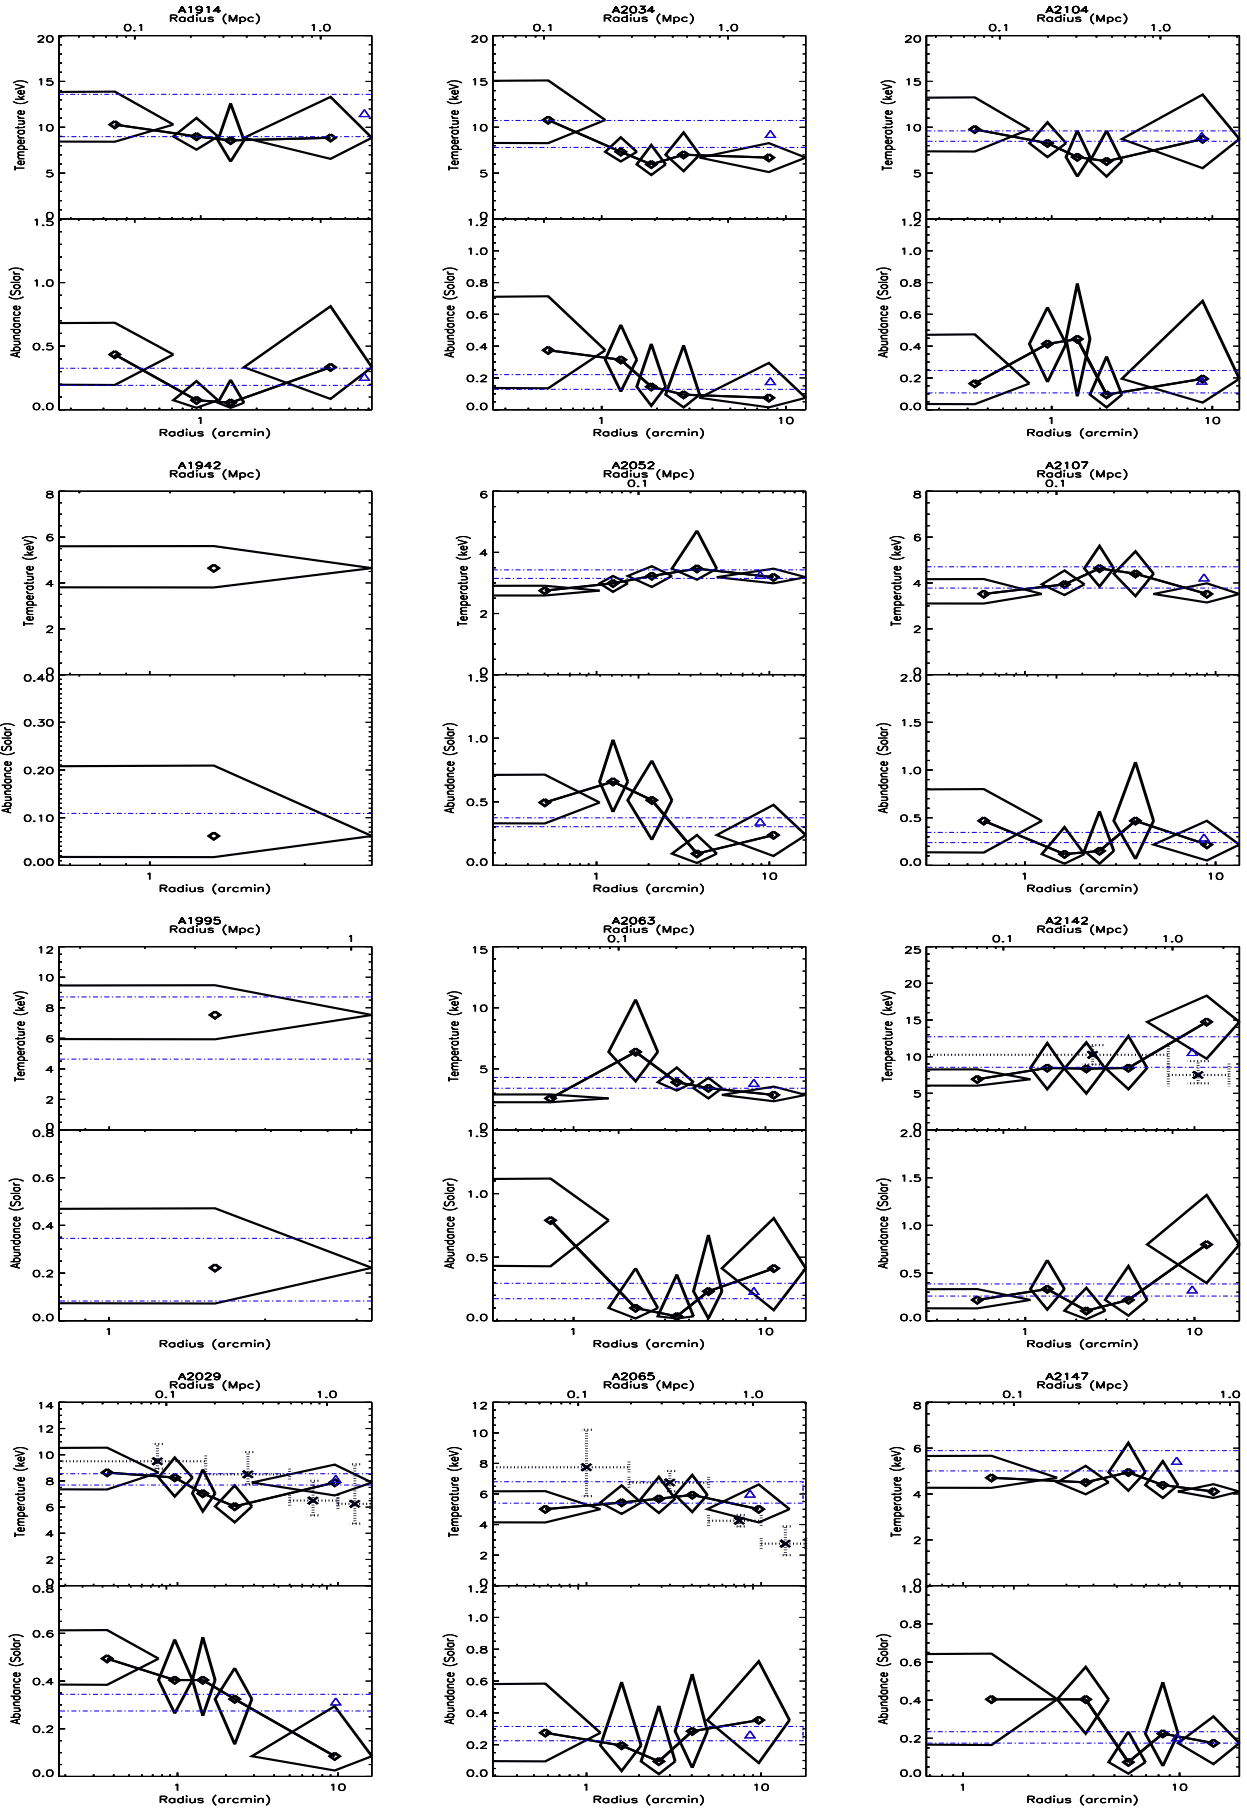 A1914
Radius (Mpc)
0.1 1.0
Temperature (keV)
20
15
10
5
0
Abundance (Solar)
1.5
1.0
0.5
0.0
1
Radius (arcmin)
A2034
Radius (Mpc)
0.1 1.0
Temperature (keV)
20
15
10
5
0
Abundance (Solar)
1.2
1.0
0.8
0.6
0.4
0.2
0.0
1 10
Radius (arcmin)
A2104
Radius (Mpc)
0.1 1.0
Temperature (keV)
20
15
10
5
0
Abundance (Solar)
1.2
1.0
0.8
0.6
0.4
0.2
0.0
1 10
Radius (arcmin)
A1942
Radius (Mpc)
Temperature (keV)
8
6
4
2
0
Abundance (Solar)
0.40
0.30
0.20
0.10
0.00
1
Radius (arcmin)
A2052
Radius (Mpc)
0.1
Temperature (keV)
6
4
2
0
Abundance (Solar)
1.5
1.0
0.5
0.0
1 10
Radius (arcmin)
A2107
Radius (Mpc)
0.1
Temperature (keV)
8
6
4
2
0
Abundance (Solar)
2.0
1.5
1.0
0.5
0.0
1 10
Radius (arcmin)
A1995
Radius (Mpc)
1
Temperature (keV)
12
10
8
6
4
2
0
Abundance (Solar)
0.8
0.6
0.4
0.2
0.0
1
Radius (arcmin)
A2063
Radius (Mpc)
0.1
Temperature (keV)
15
10
5
0
Abundance (Solar)
1.5
1.0
0.5
0.0
1 10
Radius (arcmin)
A2142
Radius (Mpc)
0.1 1.0
Temperature (keV)
25
20
15
10
5
0
Abundance (Solar)
2.0
1.5
1.0
0.5
0.0
1 10
Radius (arcmin)
A2029
Radius (Mpc)
0.1 1.0
Temperature (keV)
14
12
10
8
6
4
2
0
Abundance (Solar)
0.8
0.6
0.4
0.2
0.0
1 10
Radius (arcmin)
A2065
Radius (Mpc)
0.1 1.0
Temperature (keV)
12
10
8
6
4
2
0
Abundance (Solar)
1.2
1.0
0.8
0.6
0.4
0.2
0.0
1 10
Radius (arcmin)
A2147
Radius (Mpc)
0.1 1.0
Temperature (keV)
8
6
4
2
0
Abundance (Solar)
1.0
0.8
0.6
0.4
0.2
0.0
1 10
Radius (arcmin)